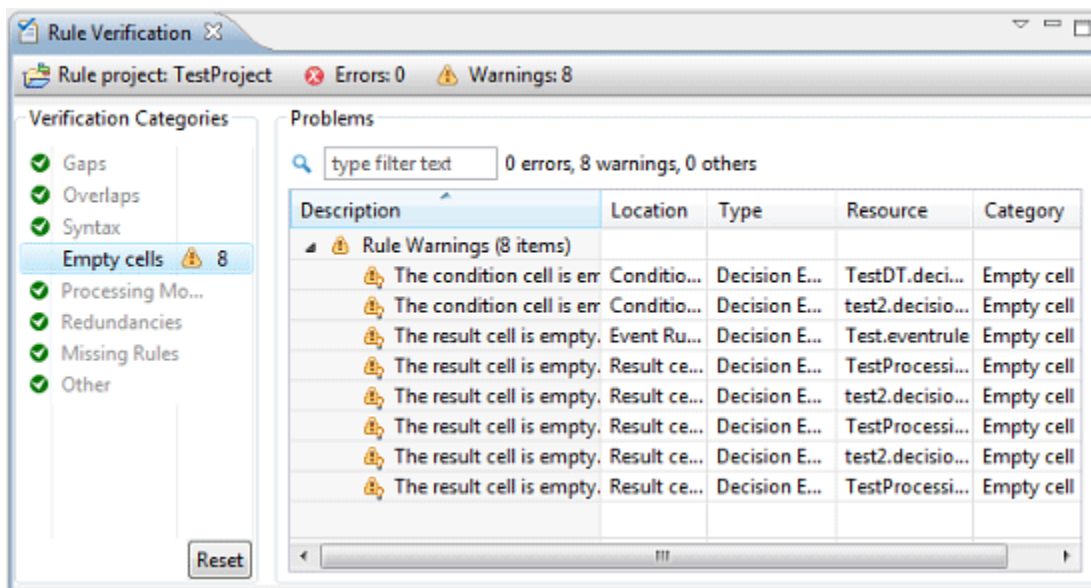 Rule Verification
Rule project: TestProject Errors: 0 Warnings: 8
Verification Categories
Gaps
Overlaps
Syntax
Empty cells 8
Processing Mo...
Redundancies
Missing Rules
Other
Reset
Problems
type filter text 0 errors, 8 warnings, 0 others
Description Location Type Resource Category
Rule Warnings (8 items)
The condition cell is em Conditio... Decision E... TestDT.deci... Empty cell
The condition cell is em Conditio... Decision E... test2.decisio... Empty cell
The result cell is empty. Event Ru... Decision E... Test.eventrule Empty cell
The result cell is empty. Result ce... Decision E... TestProcessi... Empty cell
The result cell is empty. Result ce... Decision E... test2.decisio... Empty cell
The result cell is empty. Result ce... Decision E... TestProcessi... Empty cell
The result cell is empty. Result ce... Decision E... test2.decisio... Empty cell
The result cell is empty. Result ce... Decision E... TestProcessi... Empty cell